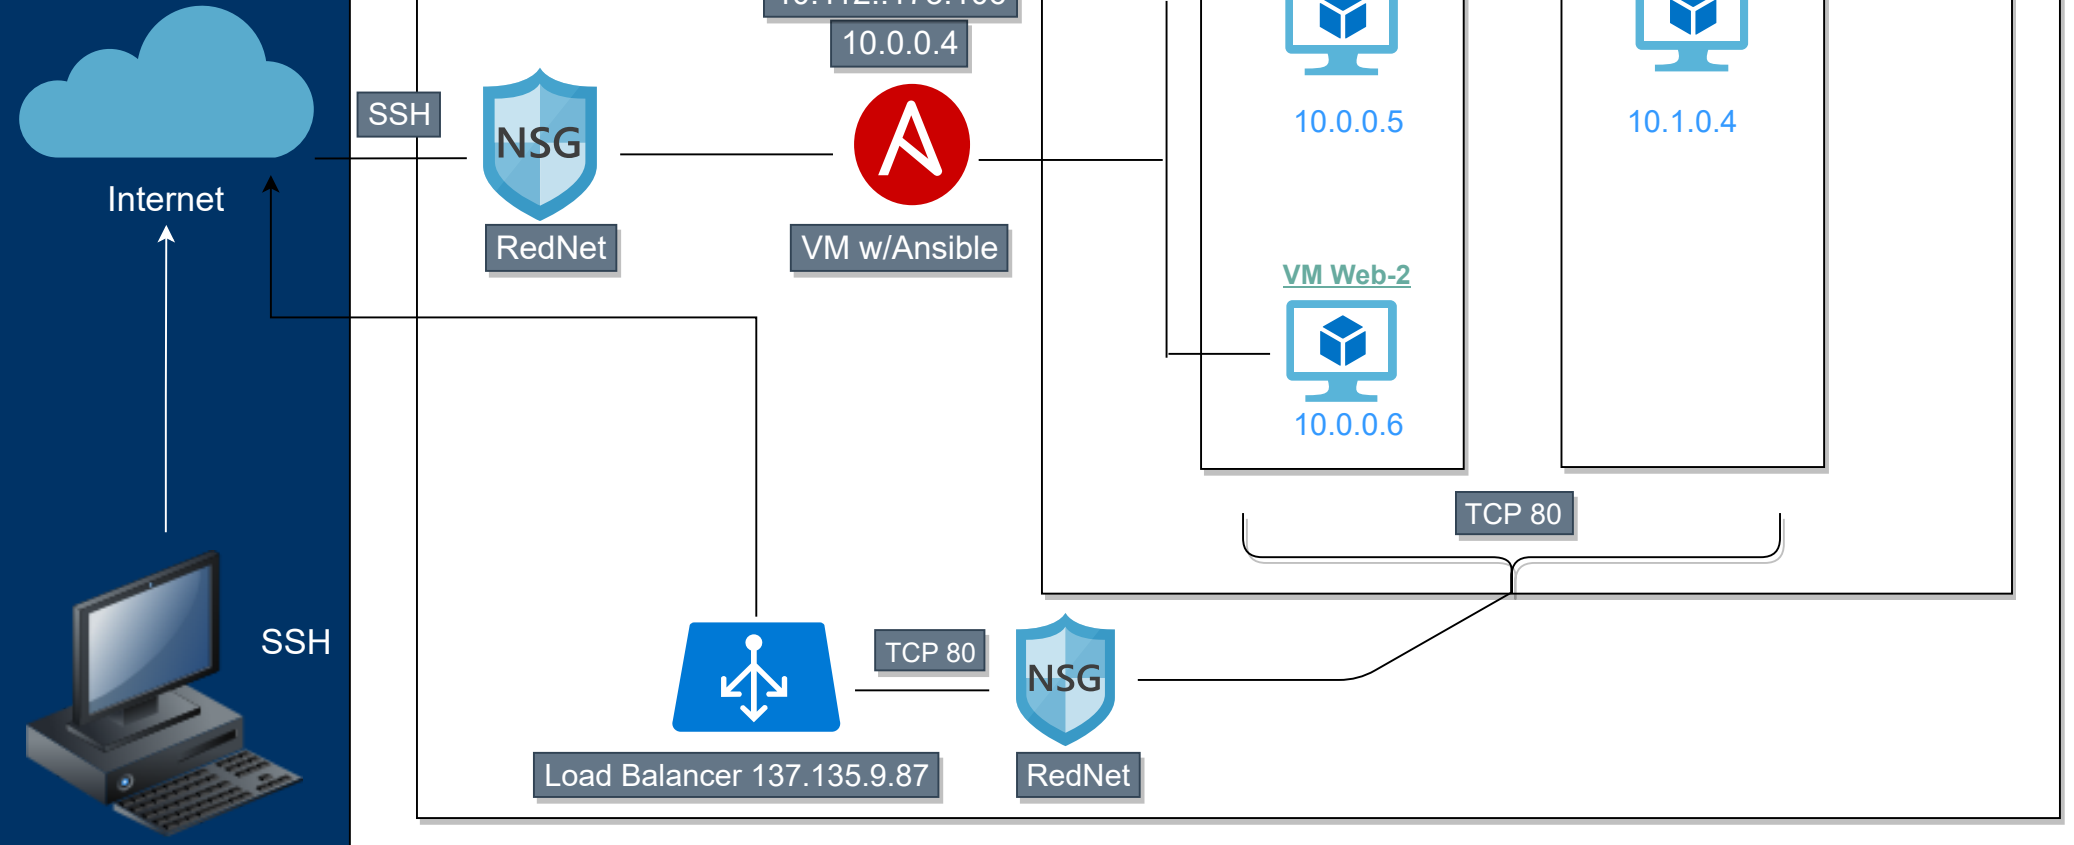 10.0.0.4
SSH
NSG
10.0.0.5
10.1.0.4
Internet
RedNet
VM w/Ansible
VM Web-2
10.0.0.6
TCP 80
SSH
TCP 80
NSG
Load Balancer 137.135.9.87
RedNet